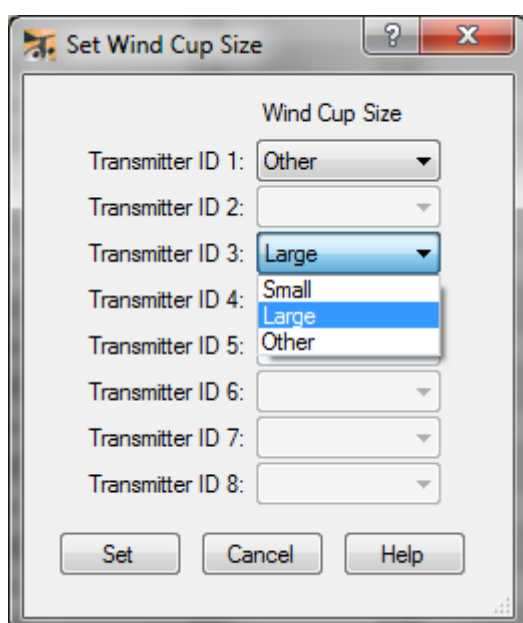 Set Wind Cup Size
Wind Cup Size
Transmitter ID 1: Other
Transmitter ID 2:
Transmitter ID 3: Large
Small
Transmitter ID 4:
Large
Transmitter ID 5:
Other
Transmitter ID 6:
Transmitter ID 7:
Transmitter ID 8:
Set Cancel Help